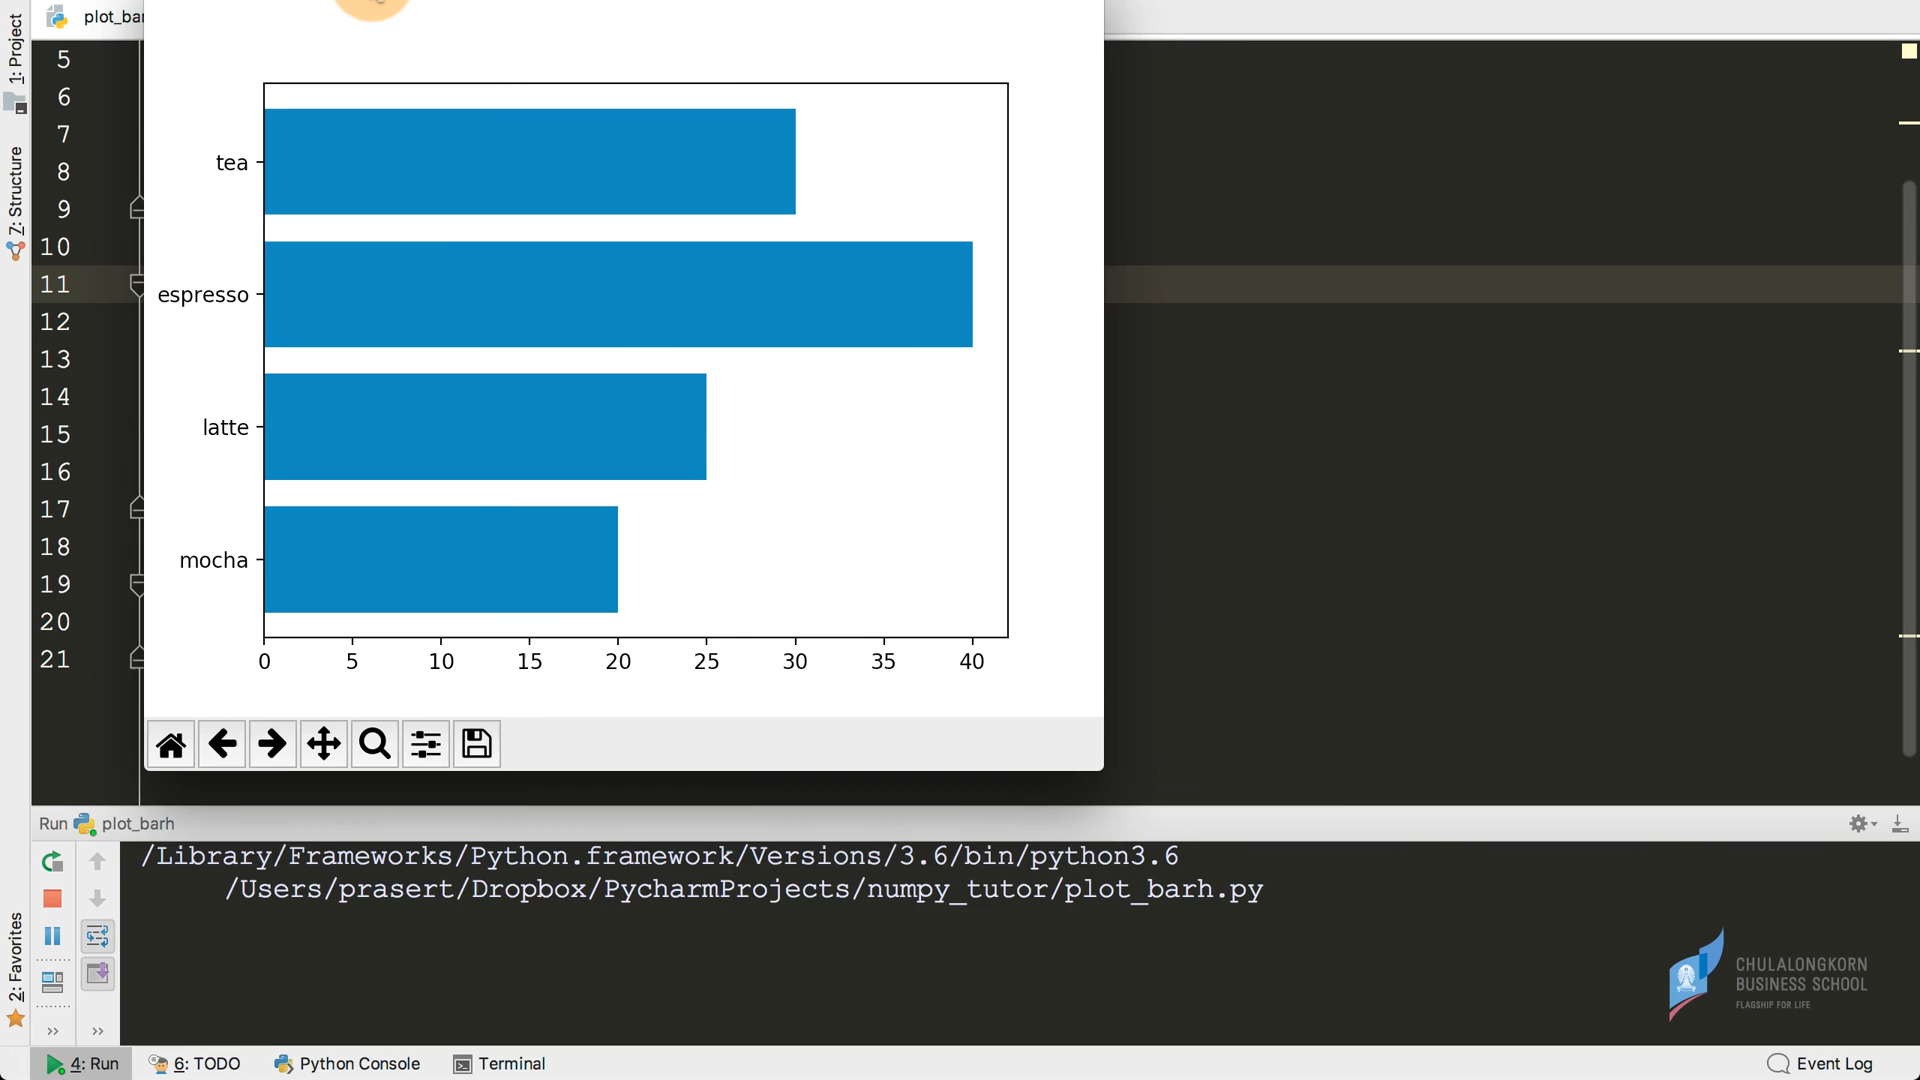 1: Project
plot_bar
7: Structure
5
6
7
8
9
10
11
12
13
14
15
16
17
18
19
20
21
tea
espresso
latte
mocha
0 5 10 15 20 25 30 35 40
Run plot_barh
/Library/Frameworks/Python.framework/Versions/3.6/bin/python3.6
/Users/prasert/Dropbox/PycharmProjects/numpy_tutor/plot_barh.py
2: Favorites
CHULALONGKORN
BUSINESS SCHOOL
FLAGSHIP FOR LIFE
4: Run 6: TODO Python Console Terminal Event Log